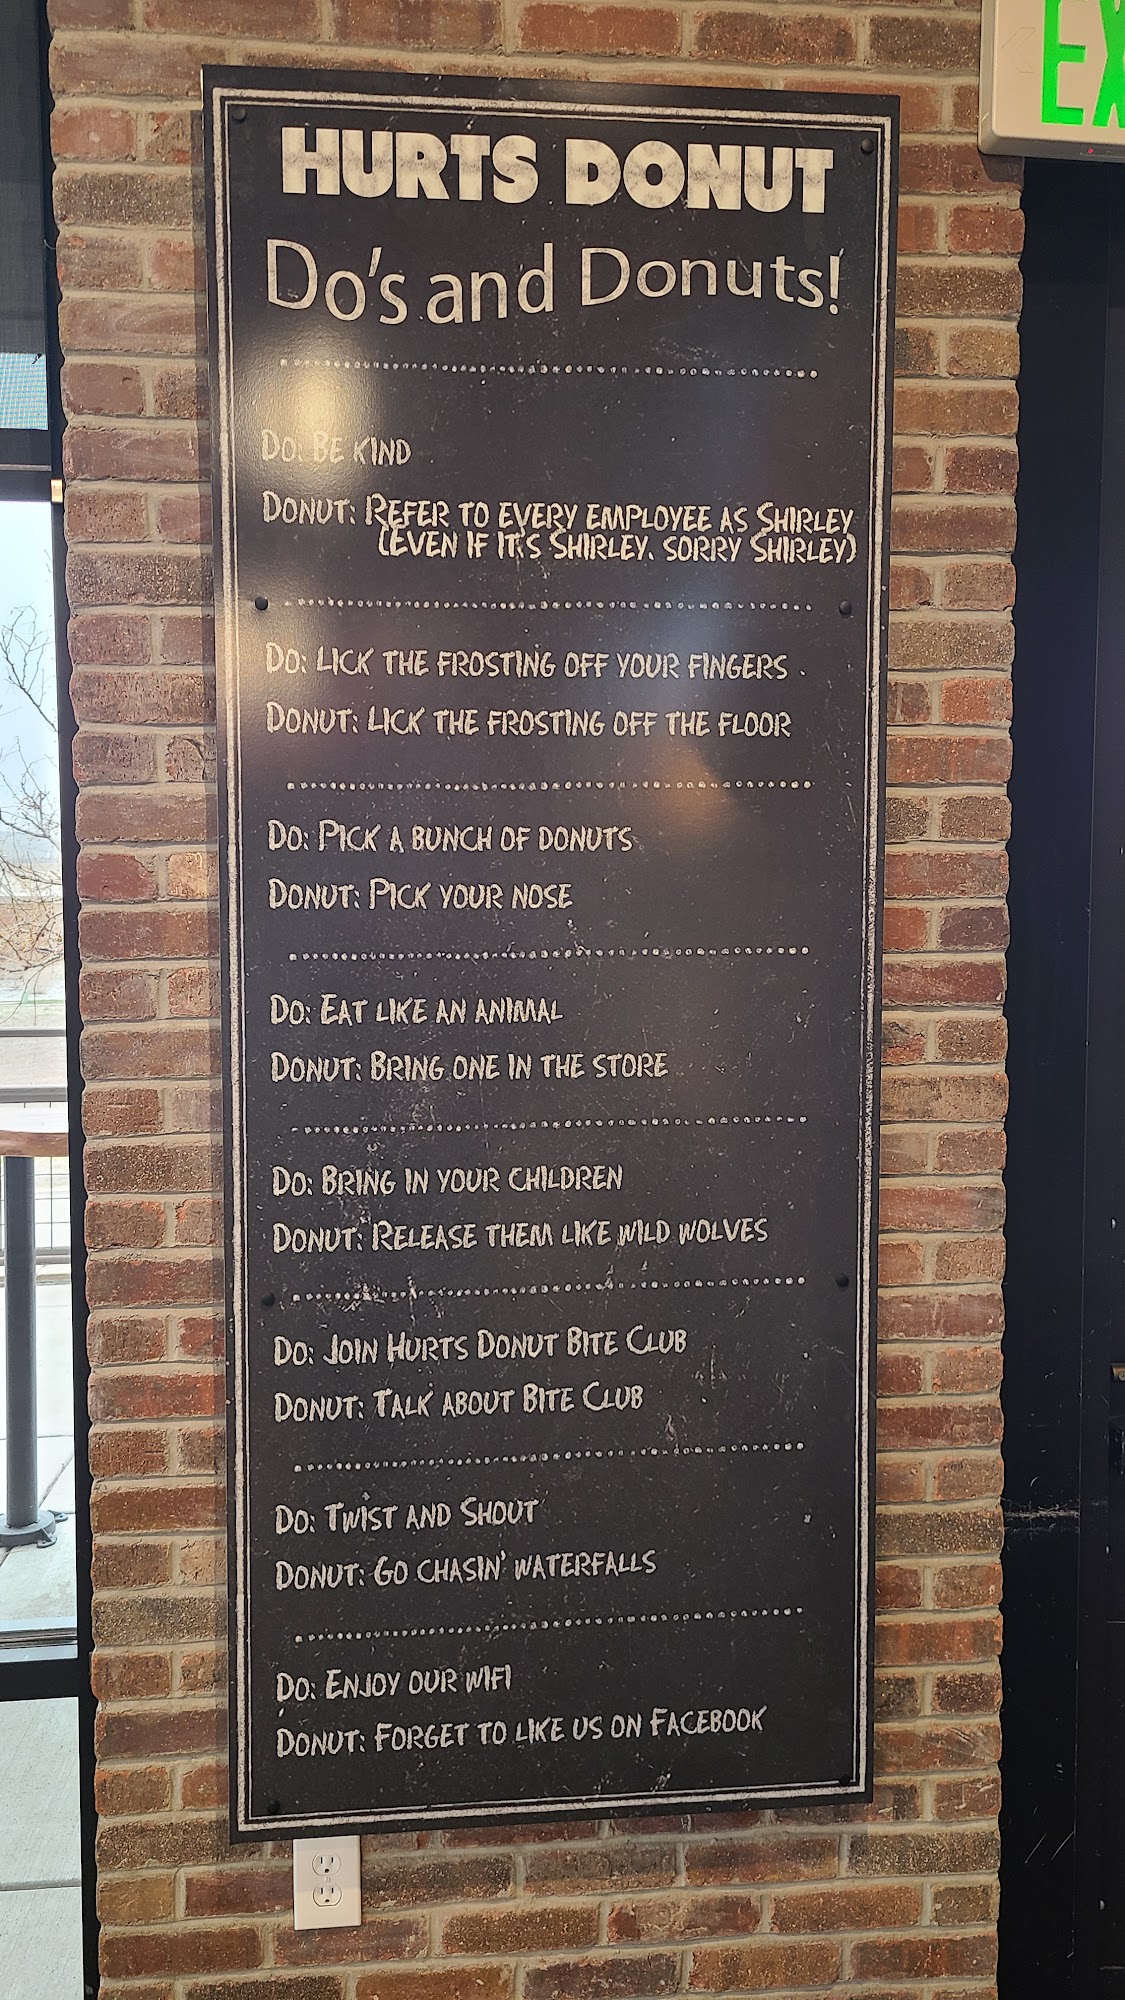 EX
HURTS DONUT
Do's and Donuts!
Do: Be kind
Donut: Refer to every employee as Shirley
(Even if it's Shirley. sorry Shirley)
Do: lick the frosting off your fingers
Donut: lick the frosting off the floor
Do: Pick a bunch of donuts
Donut: Pick your nose
Do: Eat like an animal
Donut: Bring one in the store
Do: Bring in your children
Donut: Release them like wild wolves
Do: Join Hurts Donut Bite Club
Donut: Talk about Bite Club
Do: Twist and Shout
Donut: Go chasin' waterfalls
Do: Enjoy our wifi
Donut: Forget to like us on Facebook